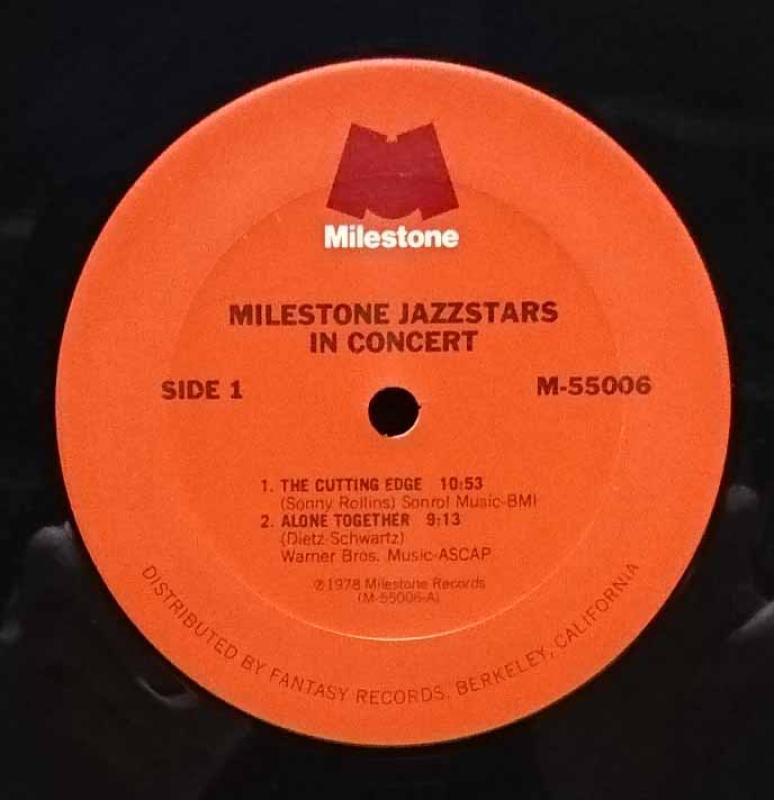 Milestone
MILESTONE JAZZSTARS
IN CONCERT
SIDE 1
M-55006
1. THE CUTTING EDGE 10:53
(Sonny Rollins) Sonrol Music-BMI
2. ALONE TOGETHER 9:13
(Dietz-Schwartz)
Warner Bros. Music-ASCAP
℗1978 Milestone Records
(M-55006-A)
DISTRIBUTED BY FANTASY RECORDS, BERKELEY, CALIFORNIA